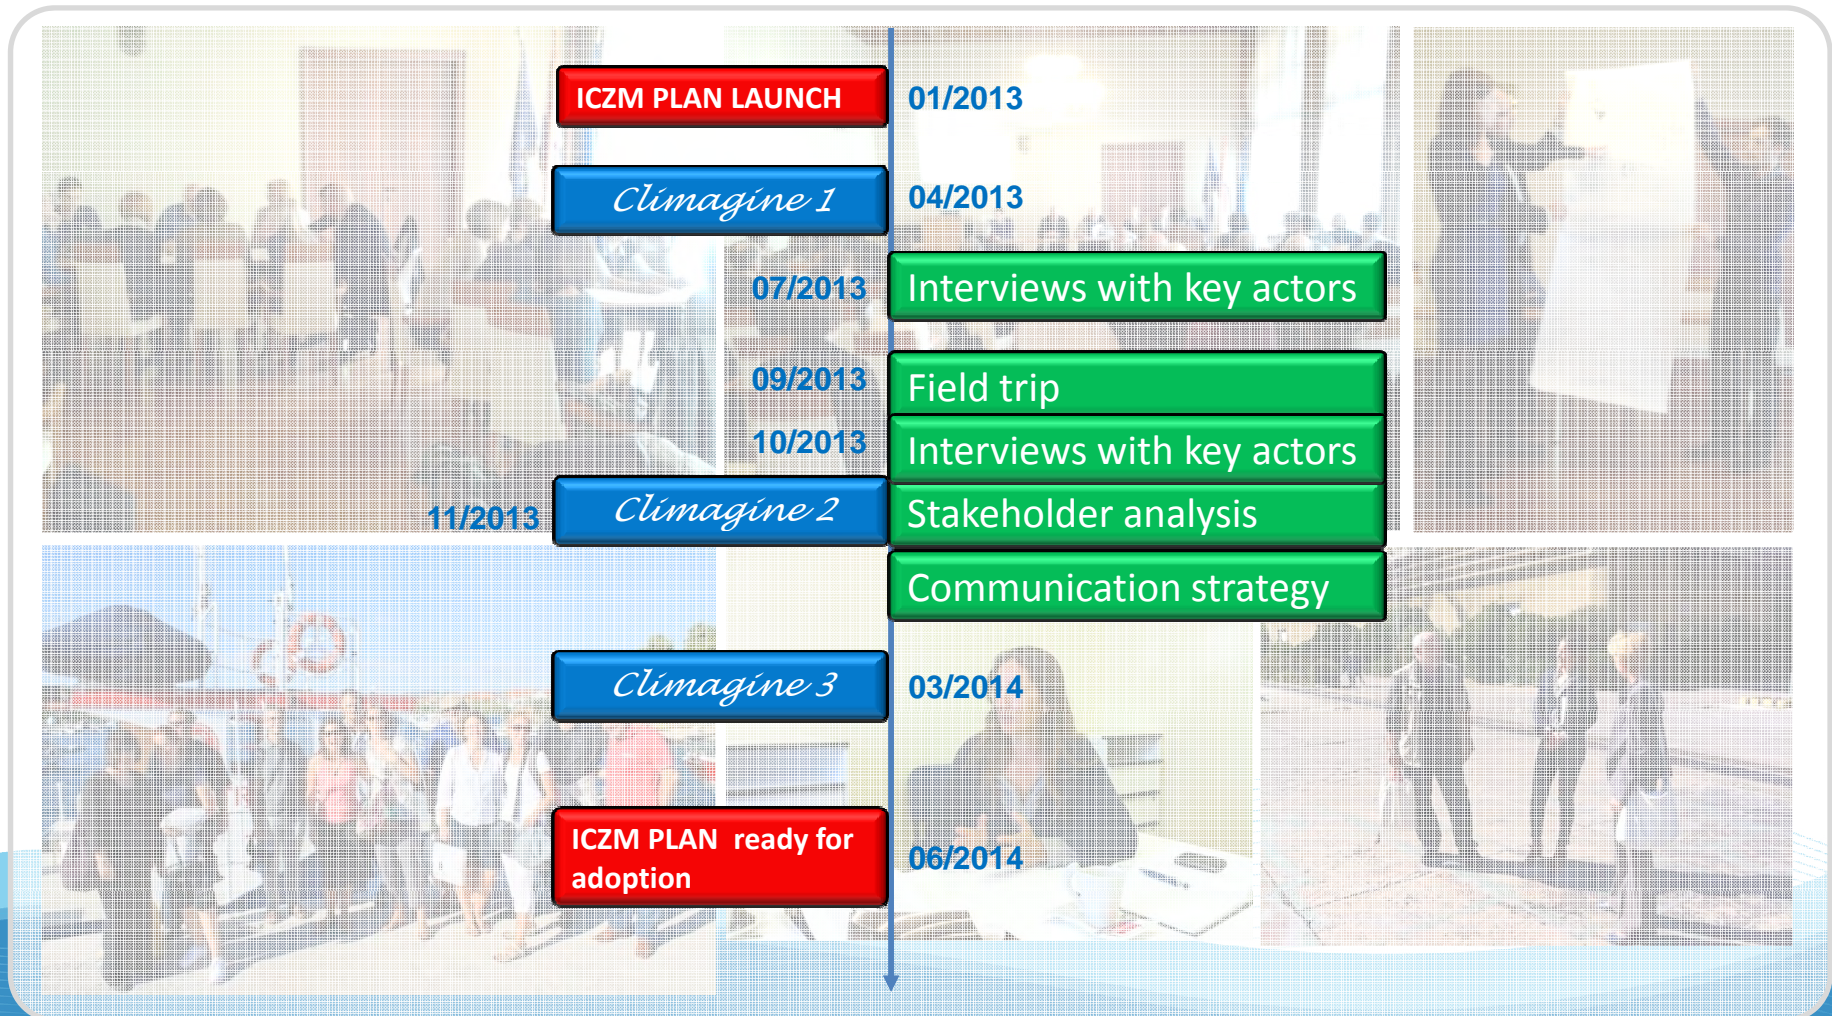 ICZM PLAN LAUNCH
01/2013
Climagine 1
04/2013
07/2013
Interviews with key actors
09/2013
Field trip
10/2013
Interviews with key actors
11/2013
Climagine 2
Stakeholder analysis
Communication strategy
Climagine 3
03/2014
ICZM PLAN ready for
adoption
06/2014